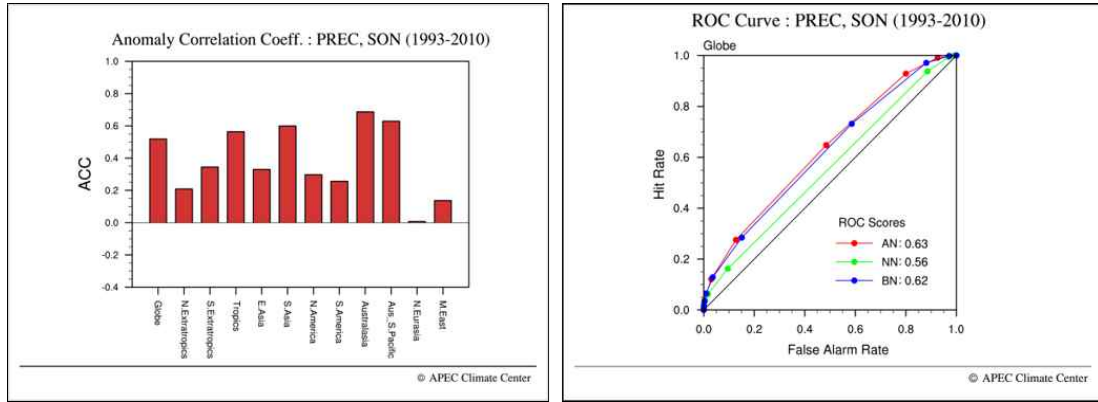 Anomaly Correlation Coeff. : PREC, SON (1993-2010)
ACC
1.0
0.8
0.6
0.4
0.2
0.0
-0.2
-0.4
Globe
N.Extratropics
S.Extratropics
Tropics
E.Asia
S.Asia
N.America
S.America
Australasia
Aus_S.Pacific
N.Eurasia
M.East
© APEC Climate Center
ROC Curve : PREC, SON (1993-2010)
Globe
Hit Rate
1.0
0.8
0.6
0.4
0.2
0.0
ROC Scores
AN: 0.63
NN: 0.56
BN: 0.62
0.0 0.2 0.4 0.6 0.8 1.0
False Alarm Rate
© APEC Climate Center